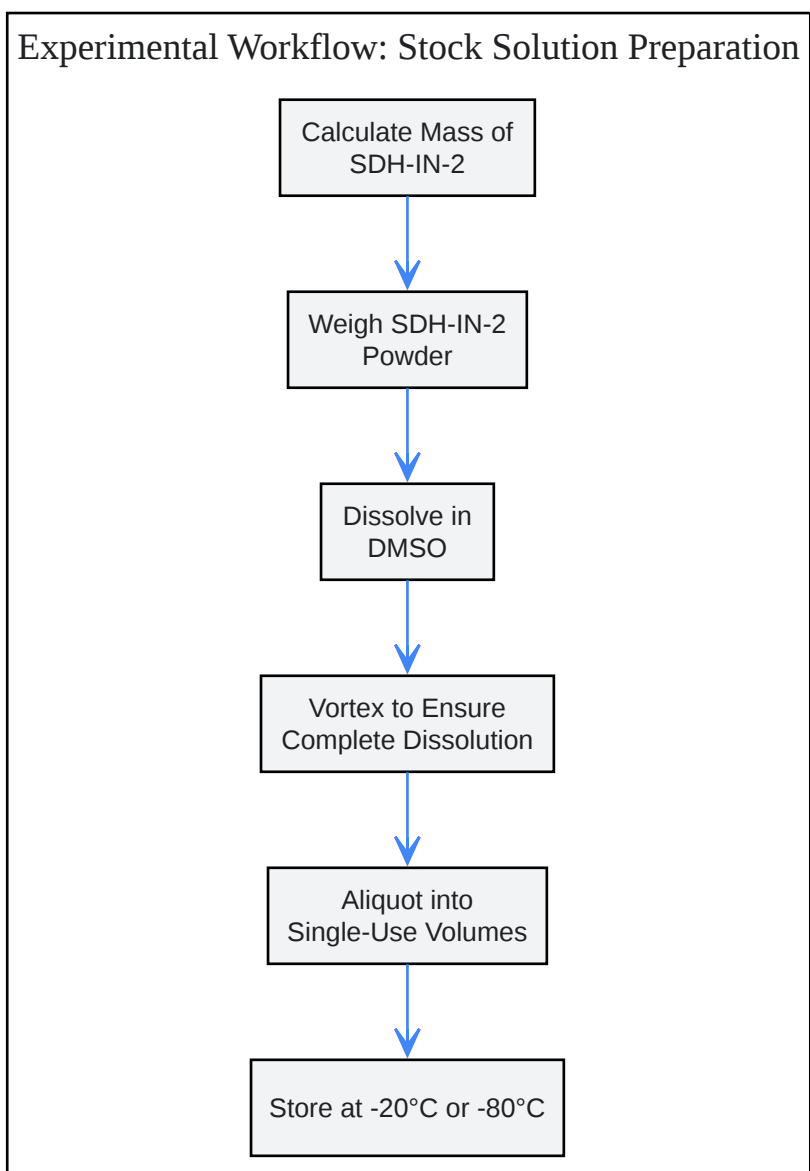 Experimental Workflow: Stock Solution Preparation
Calculate Mass of
SDH-IN-2
Weigh SDH-IN-2
Powder
Dissolve in
DMSO
Vortex to Ensure
Complete Dissolution
Aliquot into
Single-Use Volumes
Store at -20°C or -80°C